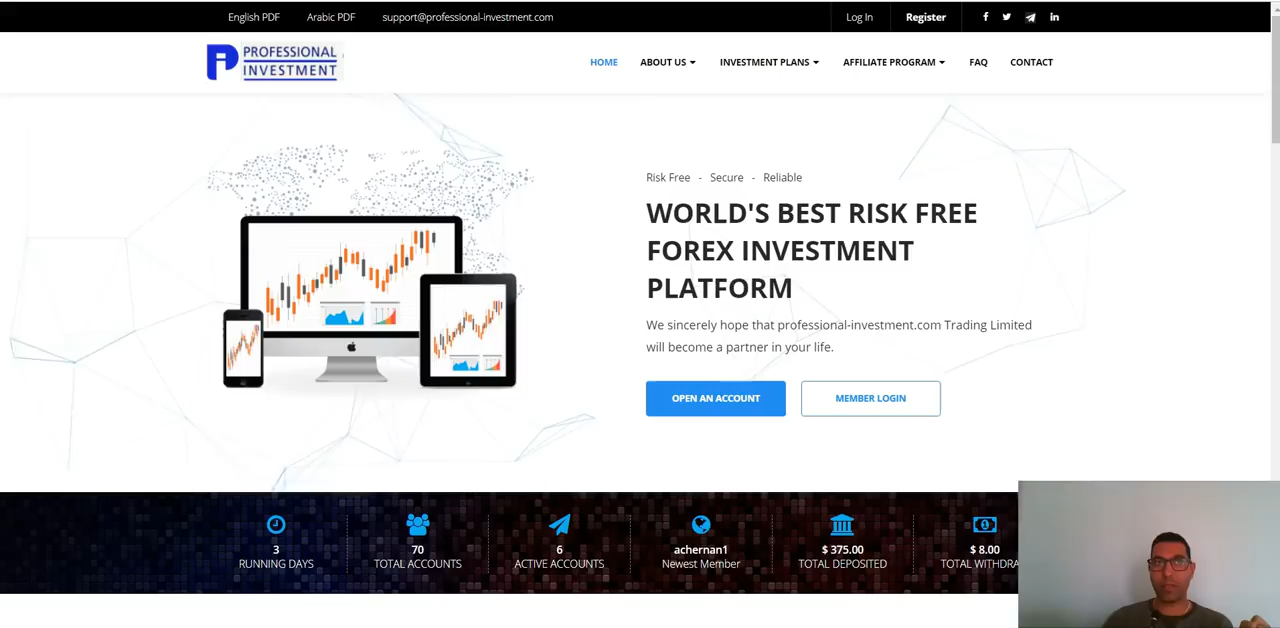 English PDF Arabic PDF support@professional-investment.com Log In Register
PROFESSIONAL
INVESTMENT
HOME ABOUT US INVESTMENT PLANS AFFILIATE PROGRAM FAQ CONTACT
Risk Free - Secure - Reliable
WORLD'S BEST RISK FREE
FOREX INVESTMENT
PLATFORM
We sincerely hope that professional-investment.com Trading Limited
will become a partner in your life.
OPEN AN ACCOUNT MEMBER LOGIN
3 70 6 achernan1 $ 375.00 $ 8.00
RUNNING DAYS TOTAL ACCOUNTS ACTIVE ACCOUNTS Newest Member TOTAL DEPOSITED TOTAL WITHDRA